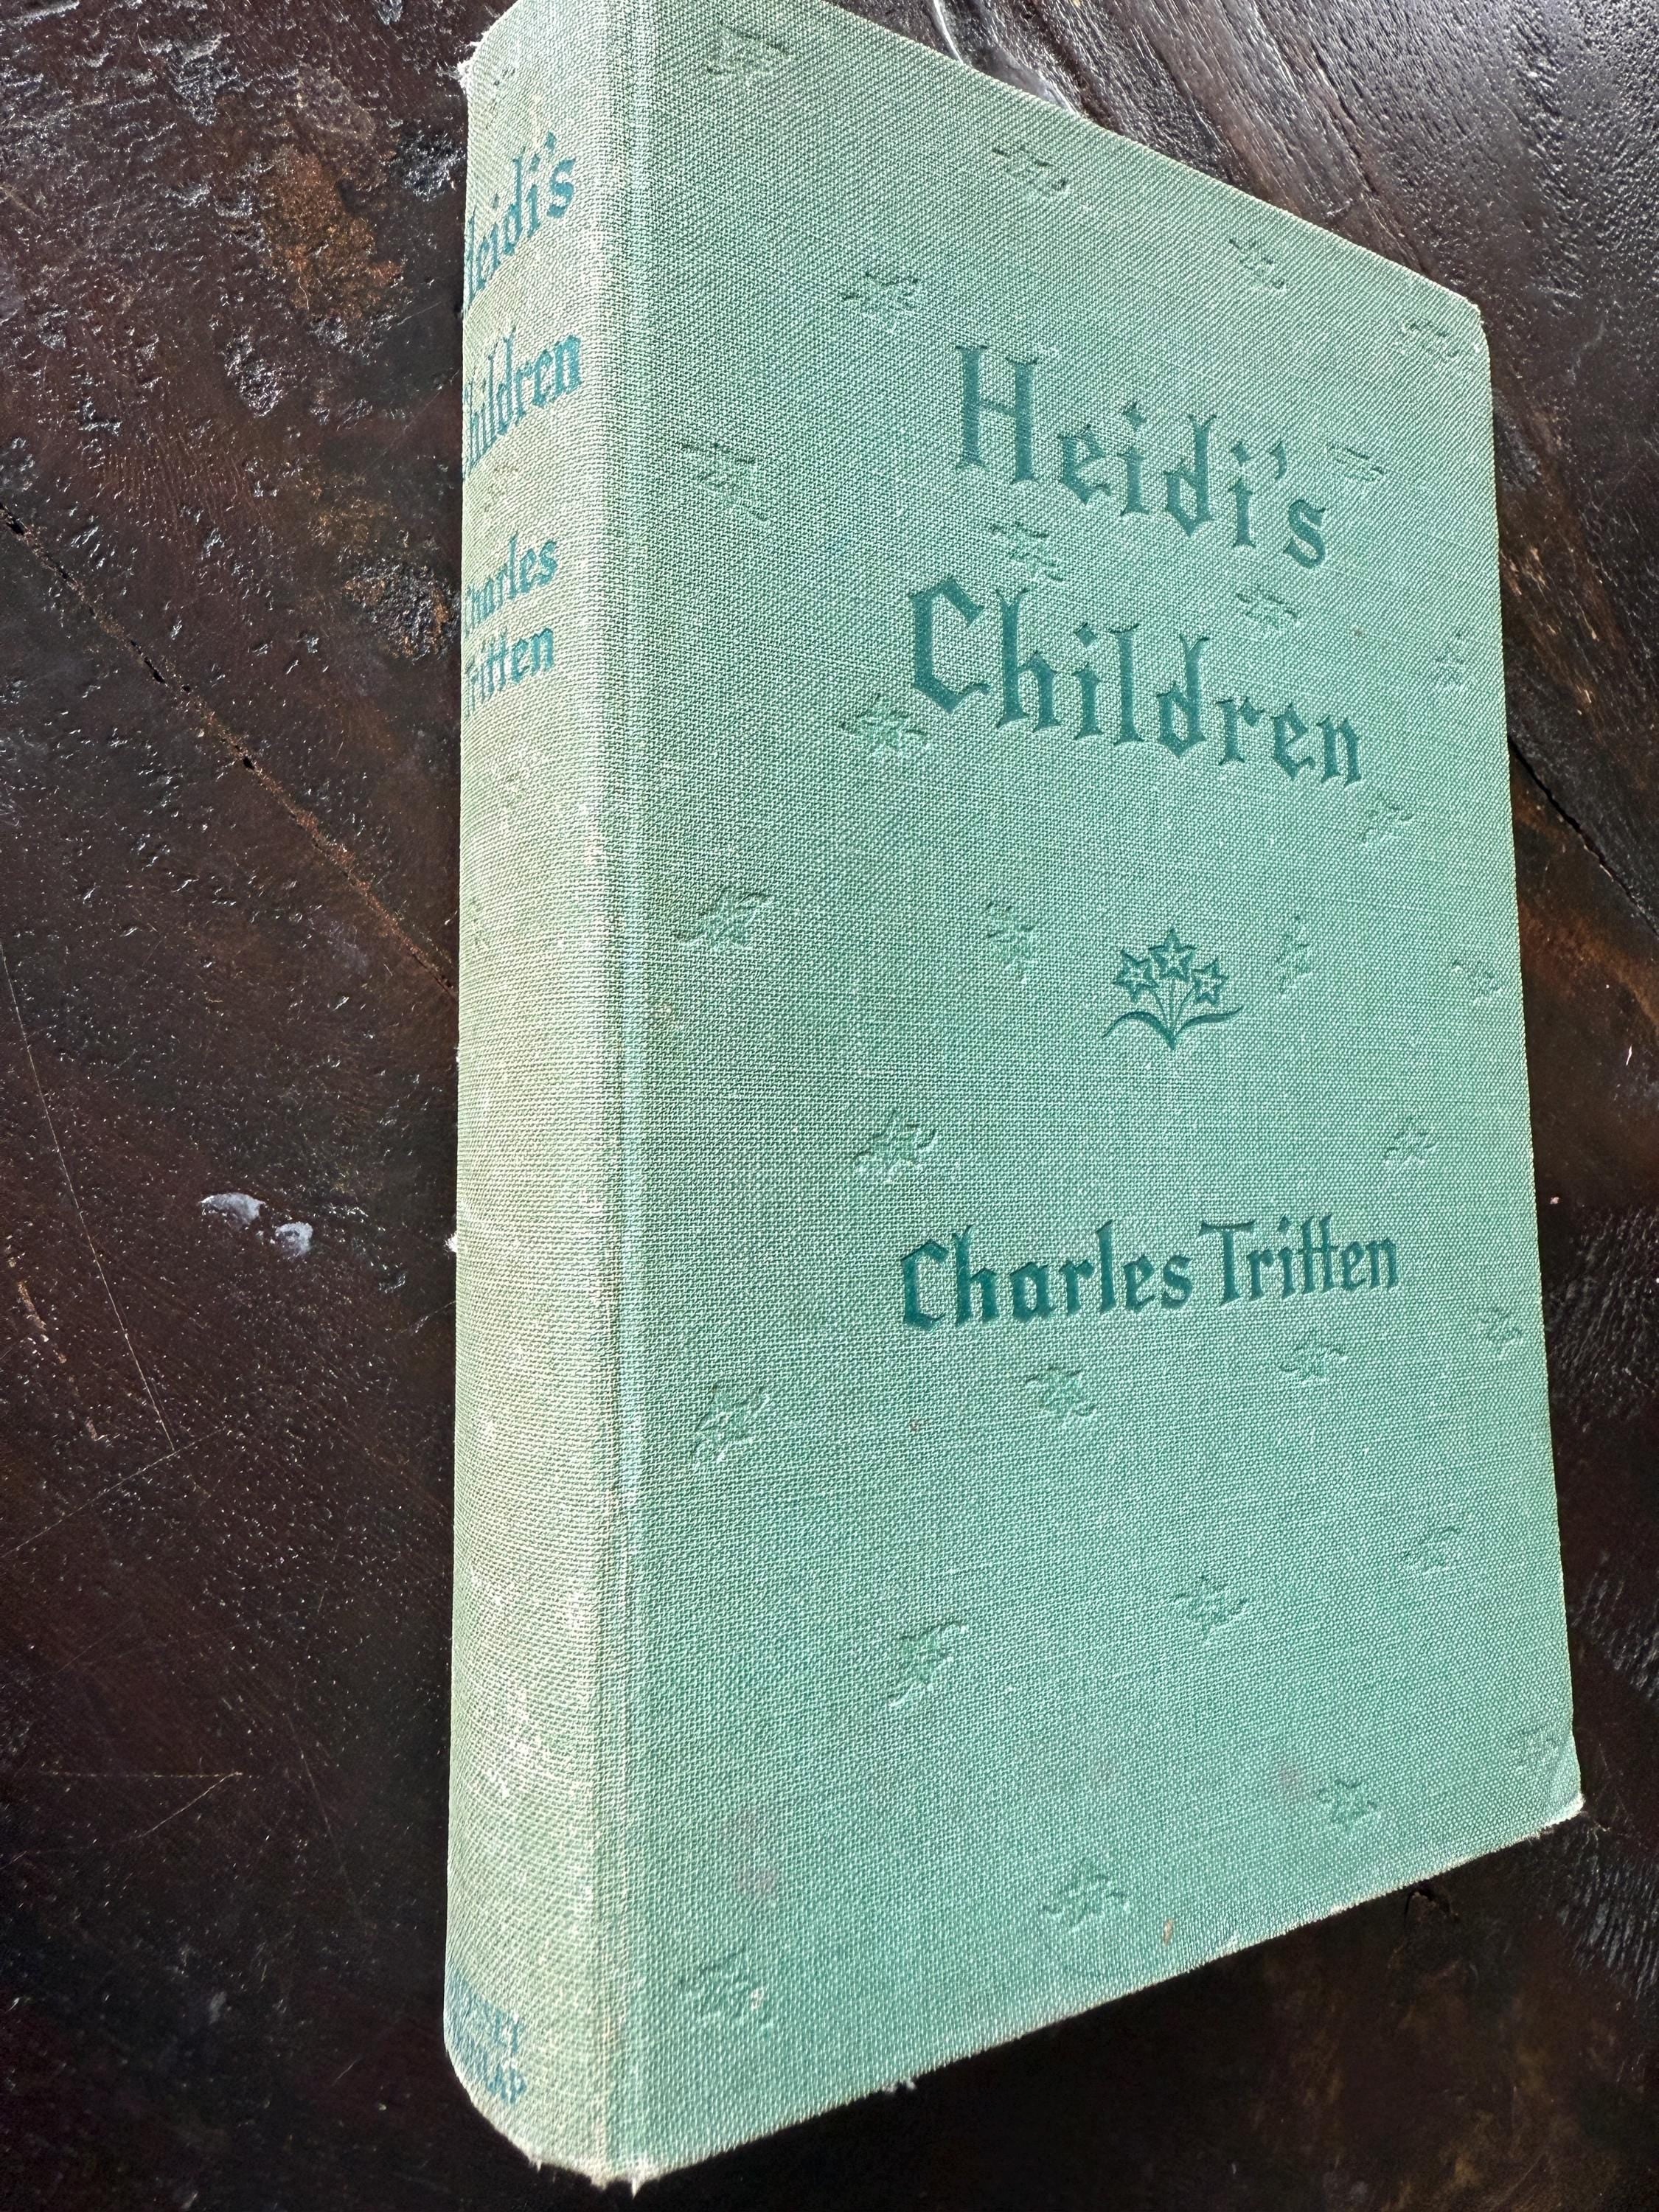 Heidi's
Children
Charles Tritten
Heidi's
Children
Charles
Tritten